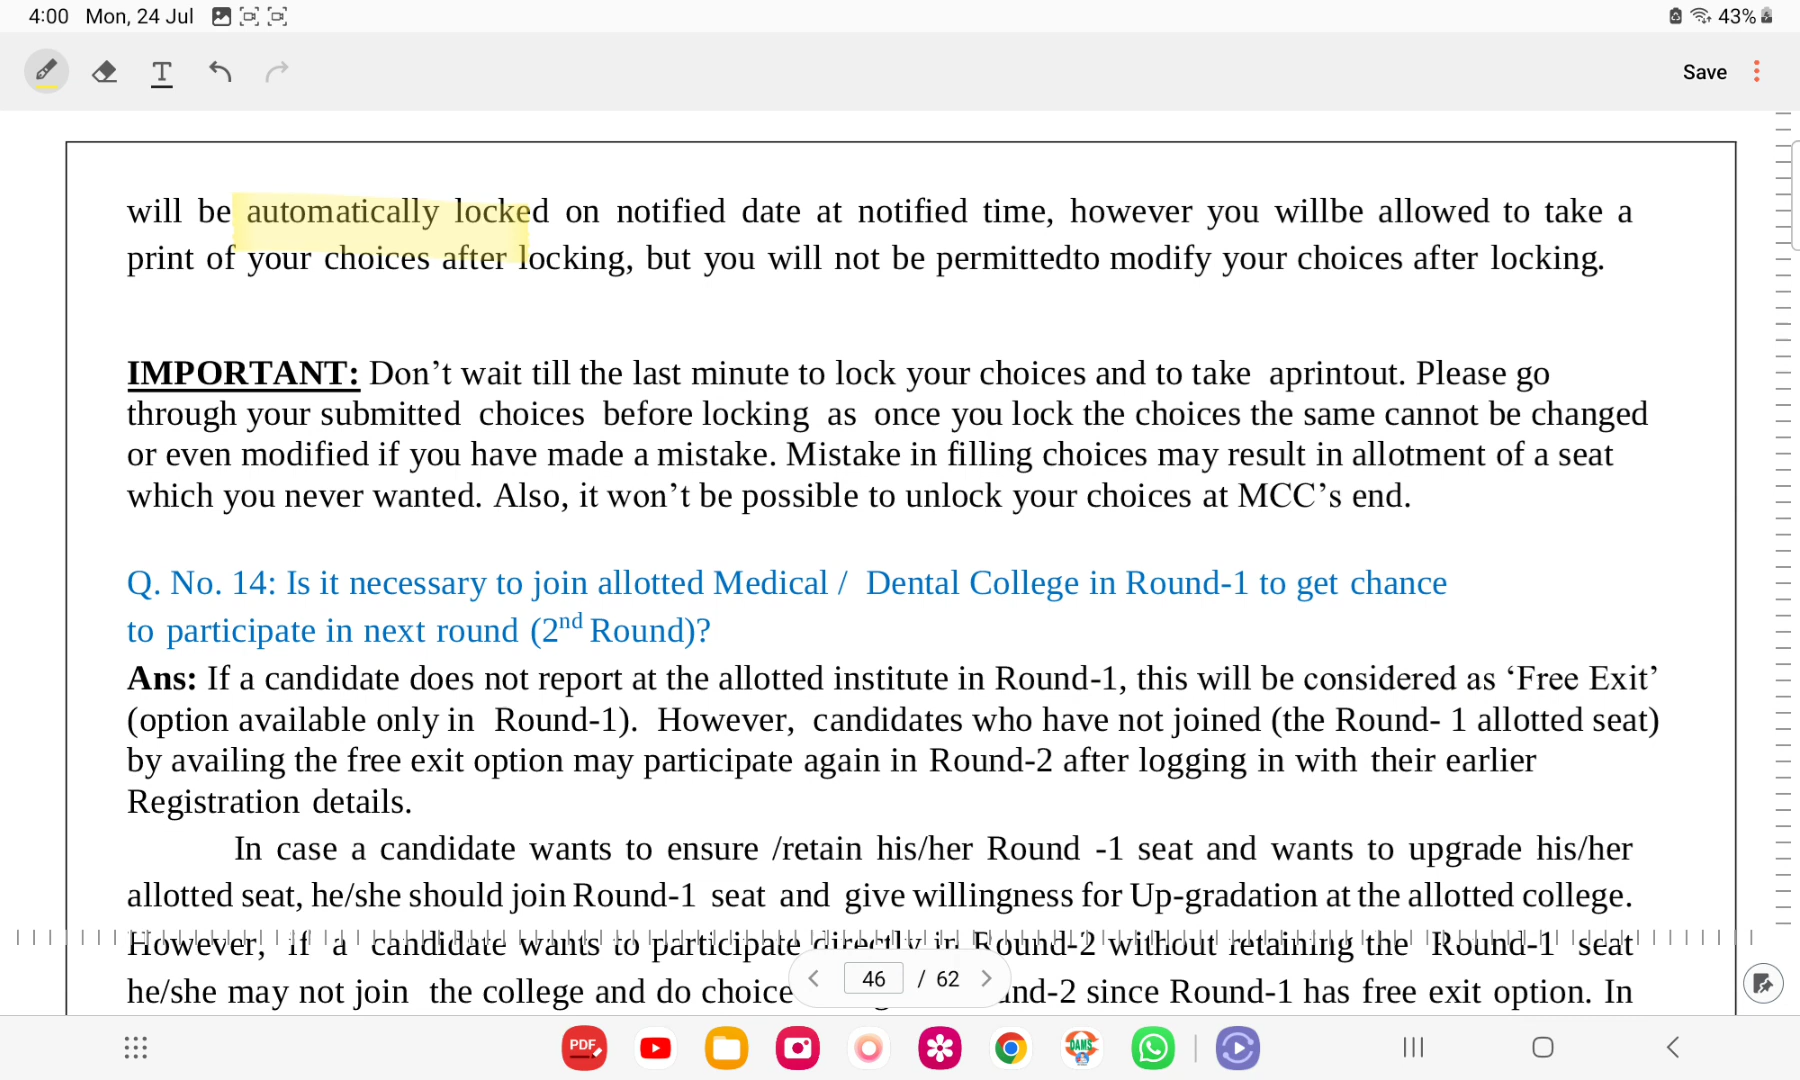 4:00 Mon, 24 Jul 43%
T Save
will be automatically locked on notified date at notified time, however you willbe allowed to take a
print of your choices after locking, but you will not be permittedto modify your choices after locking.
IMPORTANT: Don’t wait till the last minute to lock your choices and to take aprintout. Please go
through your submitted choices before locking as once you lock the choices the same cannot be changed
or even modified if you have made a mistake. Mistake in filling choices may result in allotment of a seat
which you never wanted. Also, it won’t be possible to unlock your choices at MCC’s end.
Q. No. 14: Is it necessary to join allotted Medical / Dental College in Round-1 to get chance
to participate in next round (2nd Round)?
Ans: If a candidate does not report at the allotted institute in Round-1, this will be considered as ‘Free Exit’
(option available only in Round-1). However, candidates who have not joined (the Round- 1 allotted seat)
by availing the free exit option may participate again in Round-2 after logging in with their earlier
Registration details.
In case a candidate wants to ensure /retain his/her Round -1 seat and wants to upgrade his/her
allotted seat, he/she should join Round-1 seat and give willingness for Up-gradation at the allotted college.
However, if a candidate wants to participate directly in Round-2 without retaining the Round-1 seat
he/she may not join the college and do choice nd-2 since Round-1 has free exit option. In
46 / 62
PDF DAMS